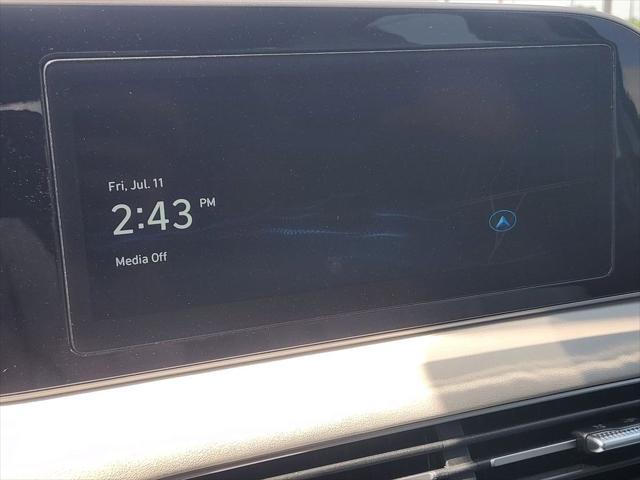 Fri, Jul. 11
2:43 PM
Media Off